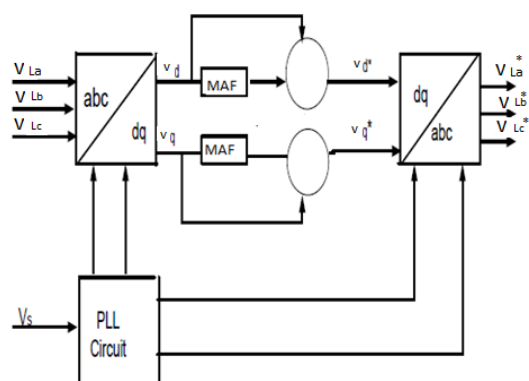 V La
V Lb
V Lc
abc
dq
v d
v q
MAF
MAF
v d*
v q*
dq
abc
V La*
V Lb*
V Lc*
Vs
PLL
Circuit